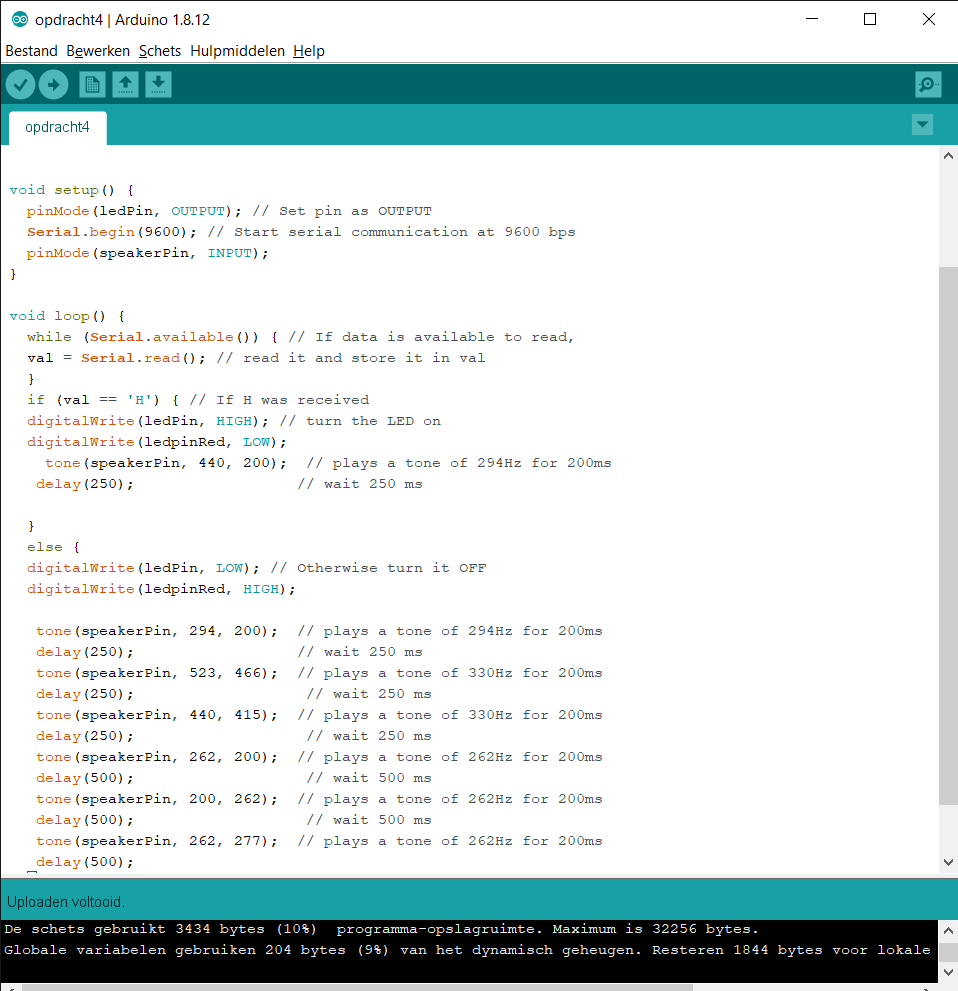 opdracht4 | Arduino 1.8.12
Bestand Bewerken Schets Hulpmiddelen Help
opdracht4
void setup() {
pinMode(ledPin, OUTPUT); // Set pin as OUTPUT
Serial.begin(9600); // Start serial communication at 9600 bps
pinMode(speakerPin, INPUT);
}
void loop() {
while (Serial.available()) { // If data is available to read,
val = Serial.read(); // read it and store it in val
}
if (val == 'H') { // If H was received
digitalWrite(ledPin, HIGH); // turn the LED on
digitalWrite(ledpinRed, LOW);
tone(speakerPin, 440, 200); // plays a tone of 294Hz for 200ms
delay(250); // wait 250 ms
}
else {
digitalWrite(ledPin, LOW); // Otherwise turn it OFF
digitalWrite(ledpinRed, HIGH);
tone(speakerPin, 294, 200); // plays a tone of 294Hz for 200ms
delay(250); // wait 250 ms
tone(speakerPin, 523, 466); // plays a tone of 330Hz for 200ms
delay(250); // wait 250 ms
tone(speakerPin, 440, 415); // plays a tone of 330Hz for 200ms
delay(250); // wait 250 ms
tone(speakerPin, 262, 200); // plays a tone of 262Hz for 200ms
delay(500); // wait 500 ms
tone(speakerPin, 200, 262); // plays a tone of 262Hz for 200ms
delay(500); // wait 500 ms
tone(speakerPin, 262, 277); // plays a tone of 262Hz for 200ms
delay(500);
Uploaden voltooid.
De schets gebruikt 3434 bytes (10%) programma-opslagruimte. Maximum is 32256 bytes.
Globale variabelen gebruiken 204 bytes (9%) van het dynamisch geheugen. Resteren 1844 bytes voor lokale